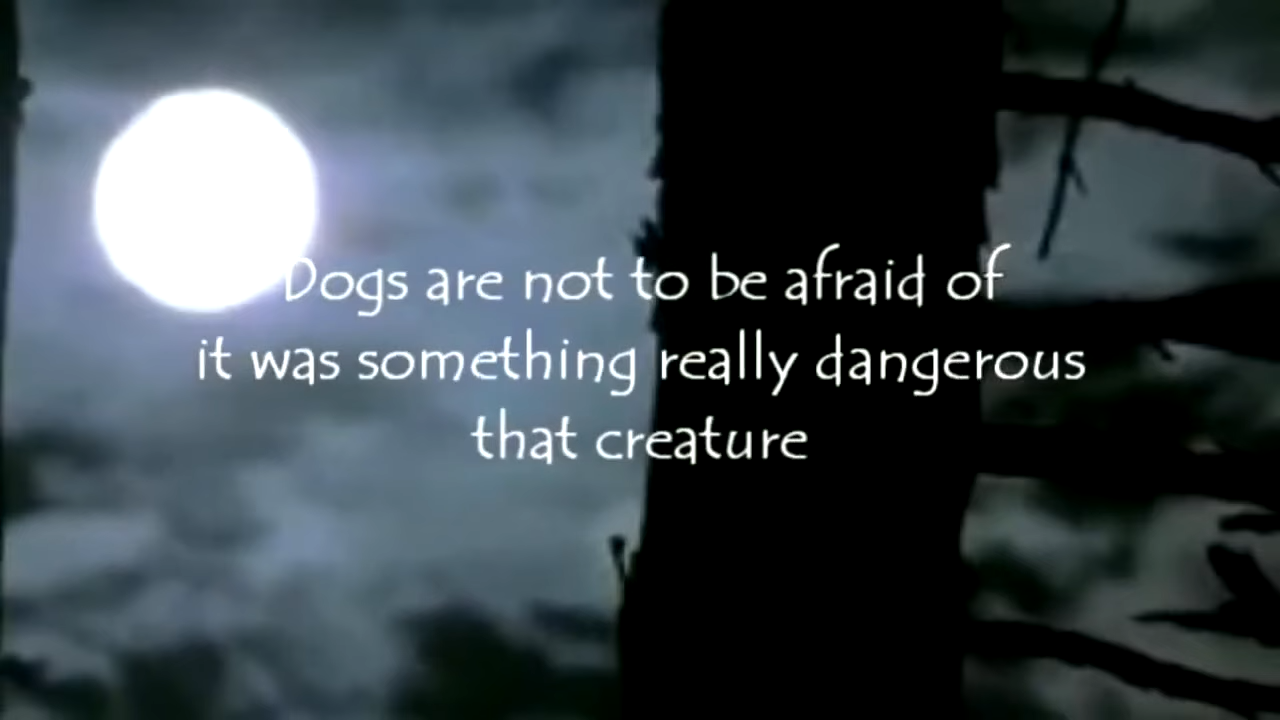 Dogs are not to be afraid of
it was something really dangerous
that creature